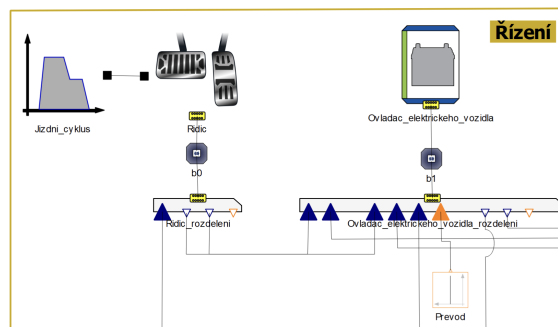 Řízení
Jizdni_cyklus
Ridic
Ovladac_elektrickeho_vozidla
b0
b1
Ridic_rozdeleni
Ovladac_elektrickeho_vozidla_rozdeleni
Prevod